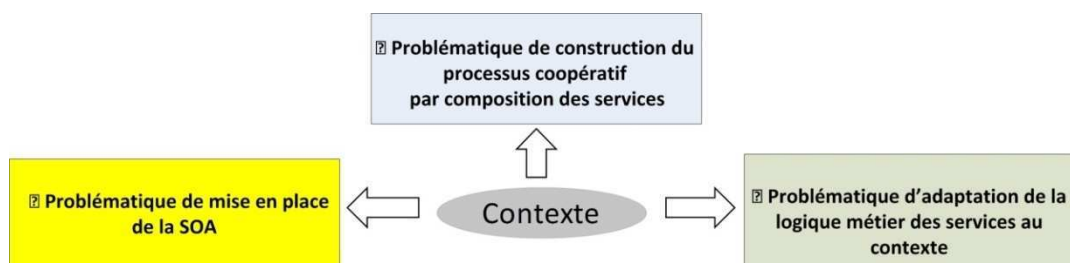 ⍰ Problématique de construction du
processus coopératif
par composition des services
⍰ Problématique de mise en place
de la SOA
Contexte
⍰ Problématique d’adaptation de la
logique métier des services au
contexte